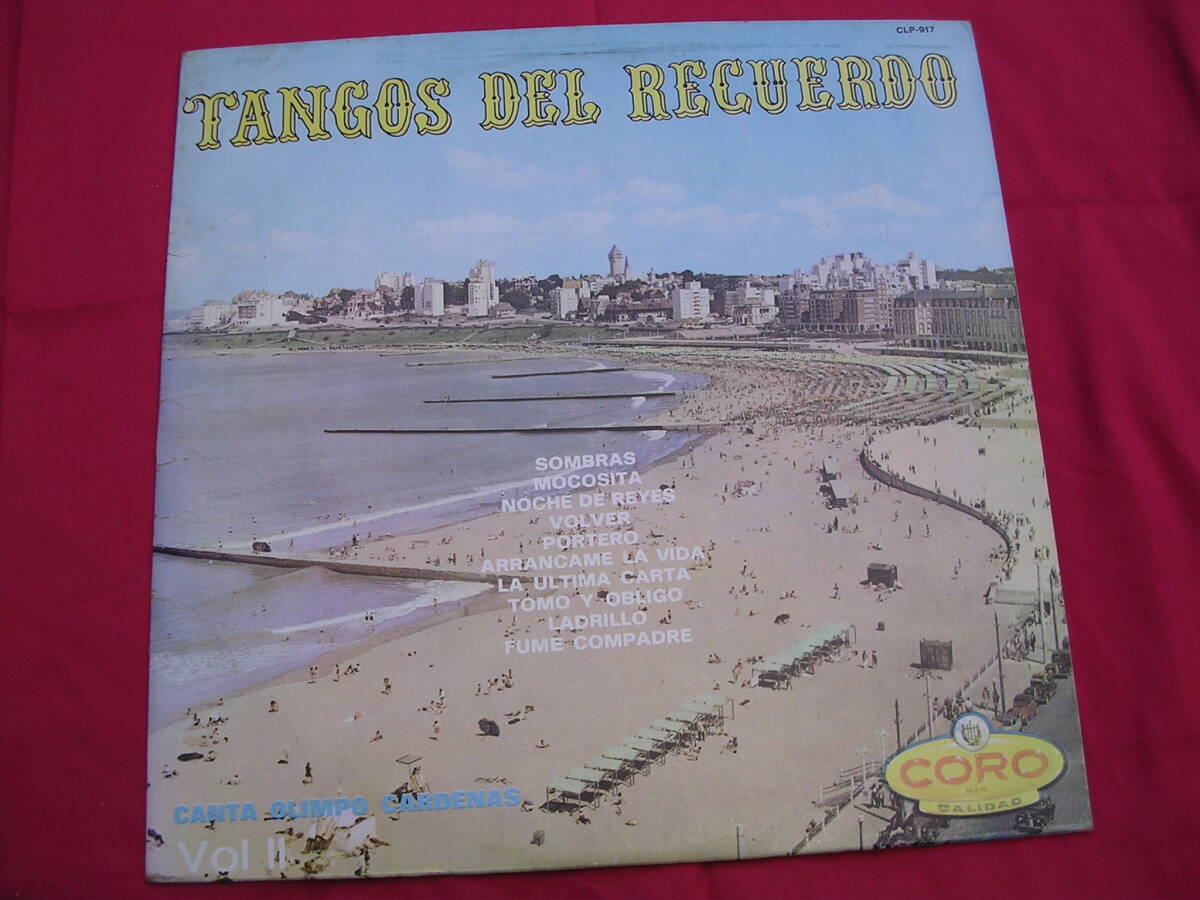 CLP-917
TANGOS DEL RECUERDO
SOMBRAS
MOCOSITA
NOCHE DE REYES
VOLVER
PORTERO
ARRANCAME LA VIDA
LA ULTIMA CARTA
TOMO Y OBLIGO
LADRILLO
FUME COMPADRE
CANTA OLIMPO CARDENAS
Vol II
CORO
CALIDAD